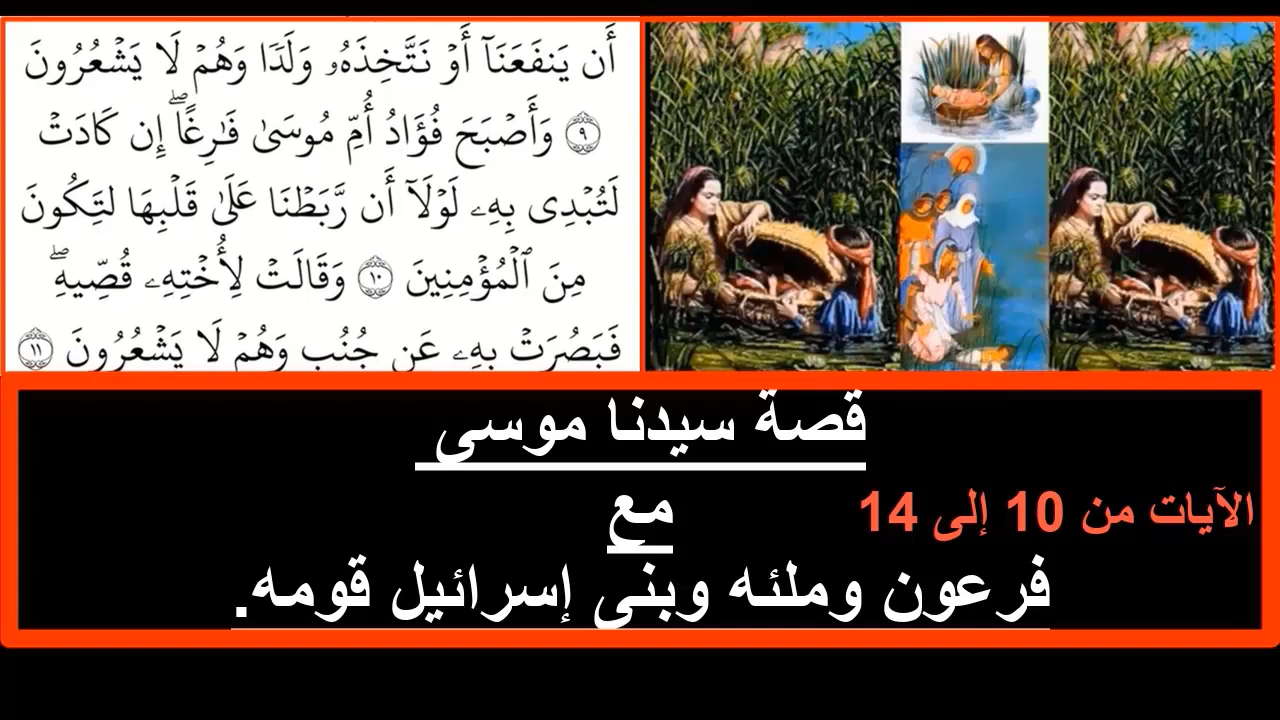 أَن يَنفَعَنَآ أَوۡ نَتَّخِذَهُۥ وَلَدٗا وَهُمۡ لَا يَشۡعُرُونَ
٩ وَأَصۡبَحَ فُؤَادُ أُمِّ مُوسَىٰ فَٰرِغًاۖ إِن كَادَتۡ
لَتُبۡدِي بِهِۦ لَوۡلَآ أَن رَّبَطۡنَا عَلَىٰ قَلۡبِهَا لِتَكُونَ
مِنَ ٱلۡمُؤۡمِنِينَ ١٠ وَقَالَتۡ لِأُخۡتِهِۦ قُصِّيهِۖ
فَبَصُرَتۡ بِهِۦ عَن جُنُبٖ وَهُمۡ لَا يَشۡعُرُونَ ١١
قصة سيدنا موسى
مع
الآيات من 10 إلى 14
فرعون وملئه وبنى إسرائيل قومه.